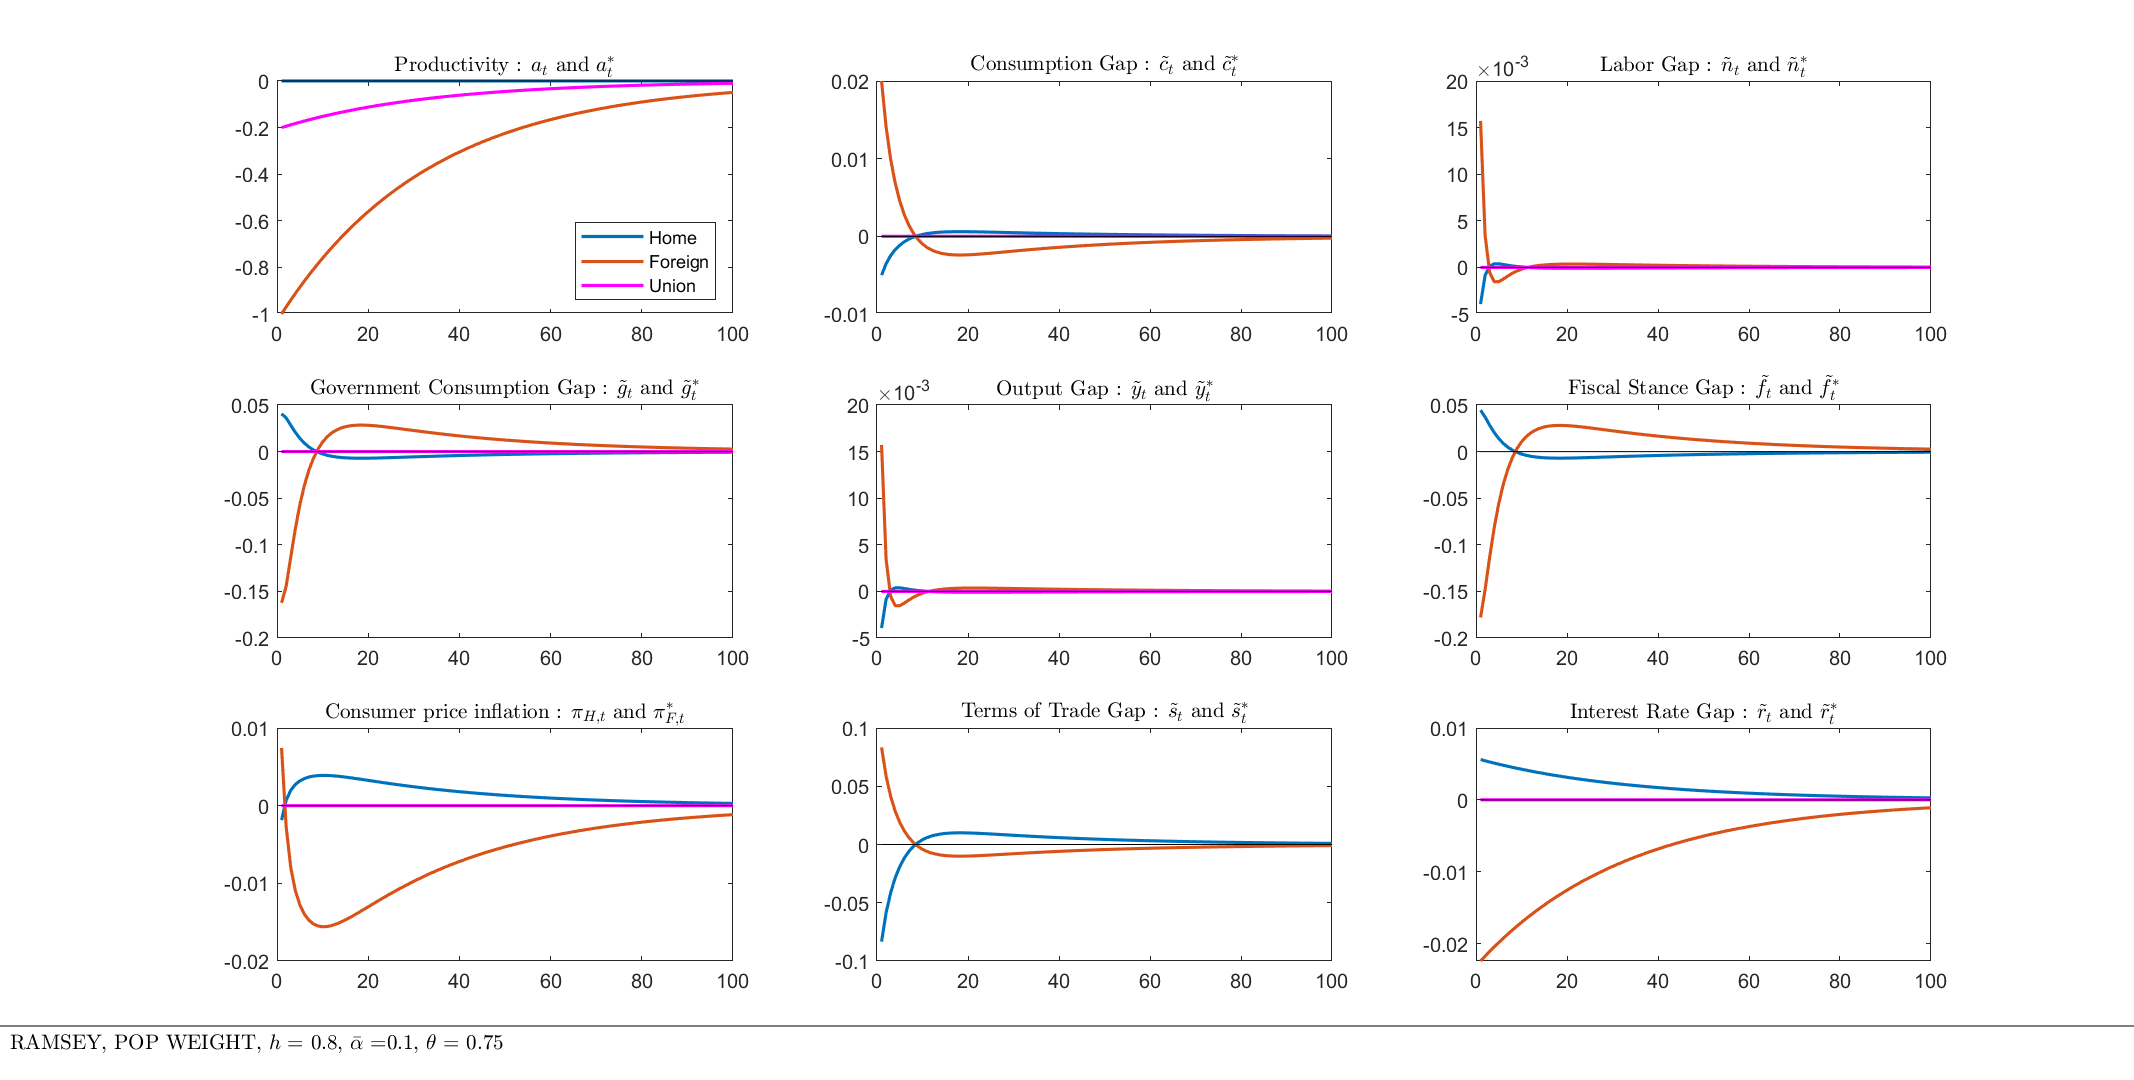 Productivity : a_t and a_t^*
0
-0.2
-0.4
-0.6
-0.8
-1
0 20 40 60 80 100
Home
Foreign
Union
Consumption Gap : c̃_t and c̃_t^*
0.02
0.01
0
-0.01
0 20 40 60 80 100
Labor Gap : ñ_t and ñ_t^*
×10^-3
20
15
10
5
0
-5
0 20 40 60 80 100
Government Consumption Gap : g̃_t and g̃_t^*
0.05
0
-0.05
-0.1
-0.15
-0.2
0 20 40 60 80 100
Output Gap : ỹ_t and ỹ_t^*
×10^-3
20
15
10
5
0
-5
0 20 40 60 80 100
Fiscal Stance Gap : f̃_t and f̃_t^*
0.05
0
-0.05
-0.1
-0.15
-0.2
0 20 40 60 80 100
Consumer price inflation : π_{H,t} and π_{F,t}^*
0.01
0
-0.01
-0.02
0 20 40 60 80 100
Terms of Trade Gap : s̃_t and s̃_t^*
0.1
0.05
0
-0.05
-0.1
0 20 40 60 80 100
Interest Rate Gap : r̃_t and r̃_t^*
0.01
0
-0.01
-0.02
0 20 40 60 80 100
RAMSEY, POP WEIGHT, h = 0.8, ᾱ =0.1, θ = 0.75